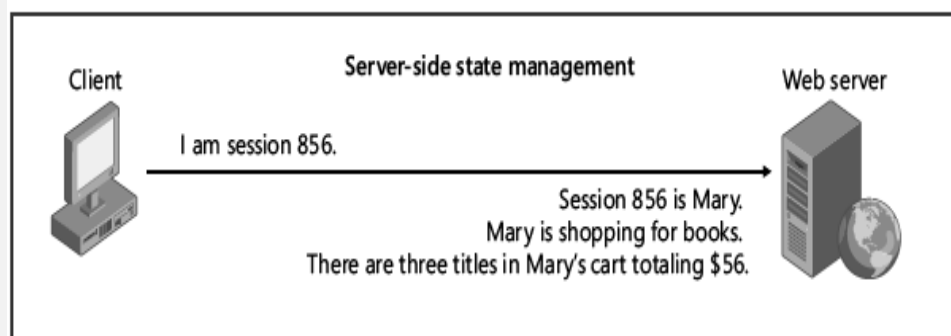 Server-side state management
Client
Web server
I am session 856.
Session 856 is Mary.
Mary is shopping for books.
There are three titles in Mary's cart totaling $56.